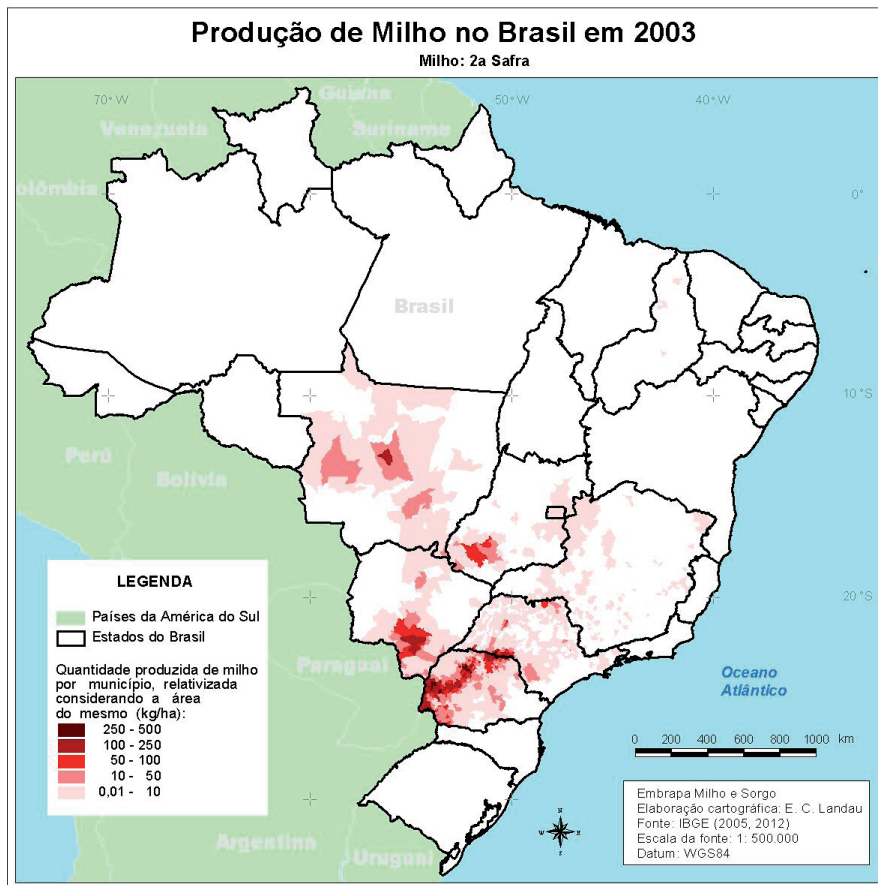 Produção de Milho no Brasil em 2003
Milho: 2a Safra
70° W
50° W
40° W
Guiana
Venezuela
Suriname
olômbia
0°
Brasil
10°S
Perú
Bolívia
20°S
Paraguai
Oceano
Atlântico
Argentina
Uruguai
LEGENDA
Países da América do Sul
Estados do Brasil
Quantidade produzida de milho
por município, relativizada
considerando a área
do mesmo (kg/ha):
250 - 500
100 - 250
50 - 100
10 - 50
0,01 - 10
0 200 400 600 800 1000 km
N
W E
S
Embrapa Milho e Sorgo
Elaboração cartográfica: E. C. Landau
Fonte: IBGE (2005, 2012)
Escala da fonte: 1: 500.000
Datum: WGS84